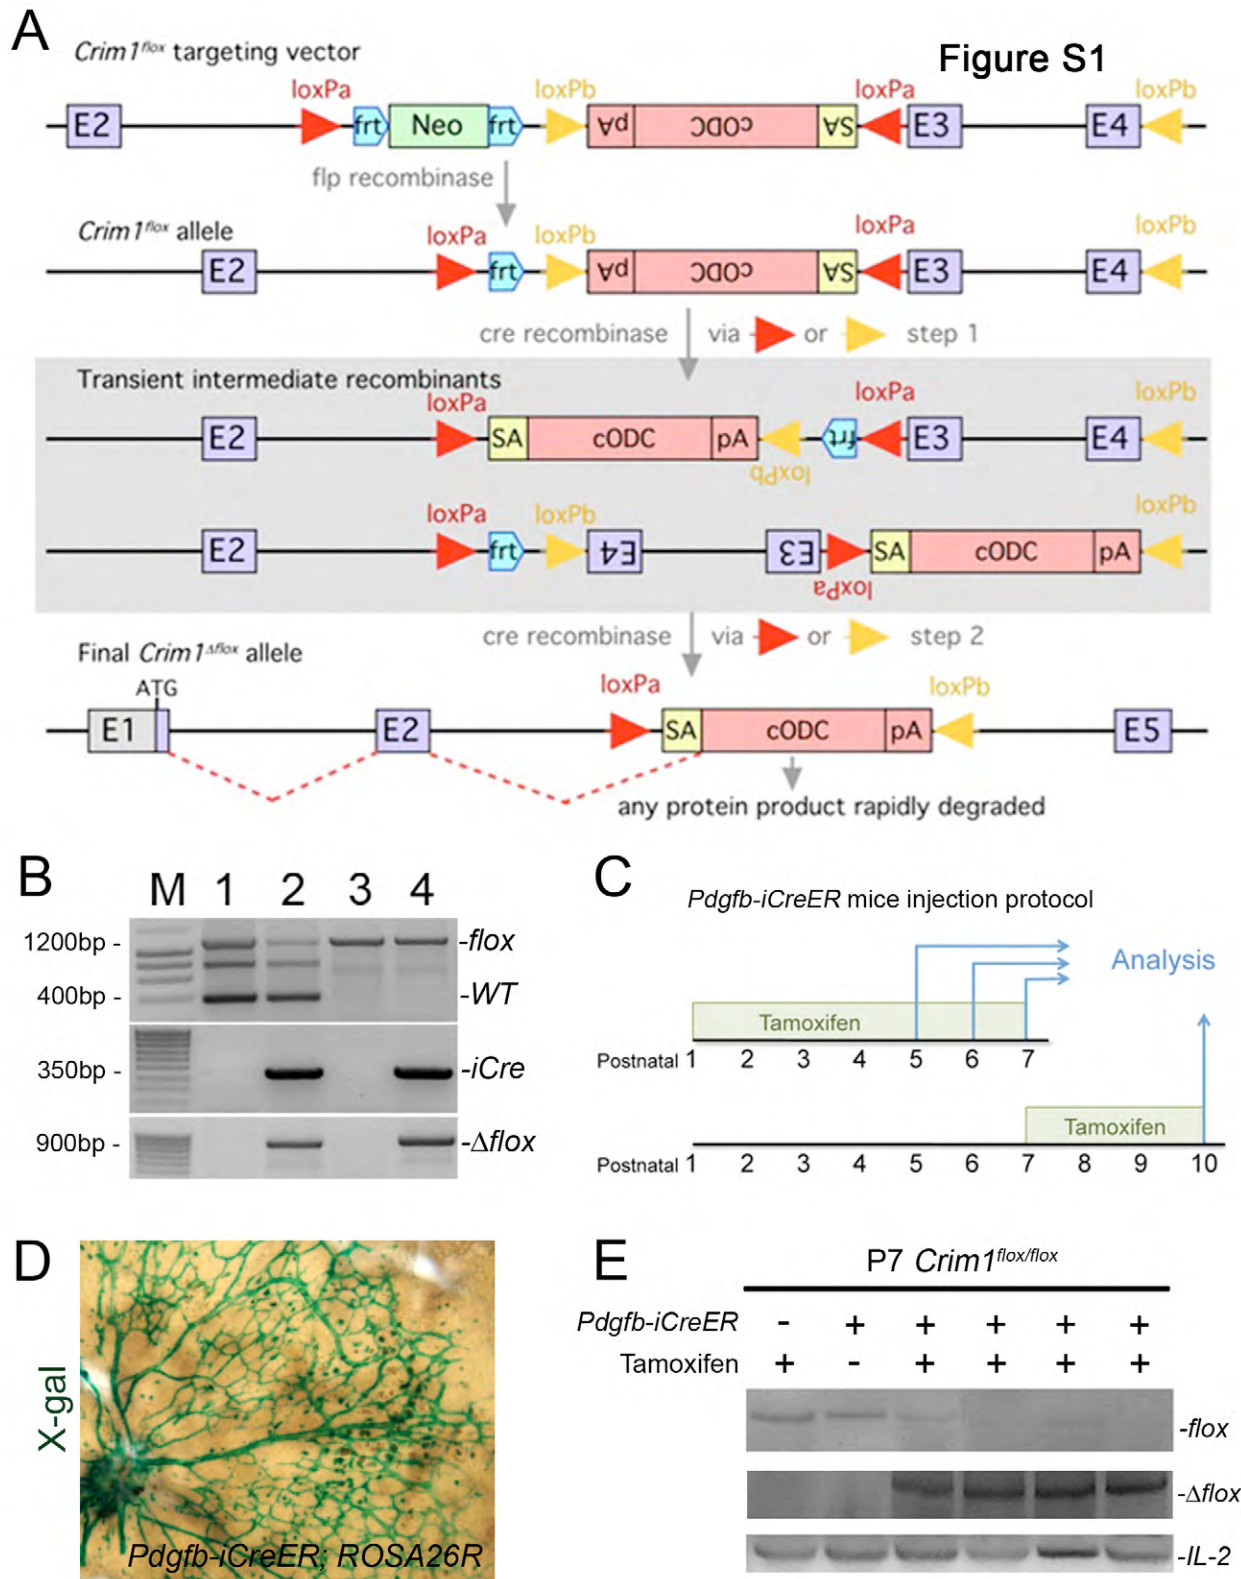 A
Crim1flox targeting vector
Figure S1
loxPa loxPb loxPa loxPb
E2 frt Neo frt pA cODC SA E3 E4
flp recombinase
Crim1flox allele
loxPa loxPb loxPa loxPb
E2 frt pA cODC SA E3 E4
cre recombinase via or step 1
Transient intermediate recombinants
loxPa loxPa loxPb
E2 SA cODC pA frt E3 E4
loxPb
loxPa loxPb loxPb
E2 frt E4 E3 SA cODC pA
loxPa
cre recombinase via or step 2
Final Crim1Δflox allele
ATG loxPa loxPb
E1 E2 SA cODC pA E5
any protein product rapidly degraded
B
M 1 2 3 4
1200bp - -flox
400bp - -WT
350bp - -iCre
900bp - -Δflox
C
Pdgfb-iCreER mice injection protocol
Analysis
Tamoxifen
Postnatal 1 2 3 4 5 6 7
Tamoxifen
Postnatal 1 2 3 4 5 6 7 8 9 10
D
X-gal
Pdgfb-iCreER; ROSA26R
E
P7 Crim1flox/flox
Pdgfb-iCreER - + + + + +
Tamoxifen + - + + + +
-flox
-Δflox
-IL-2